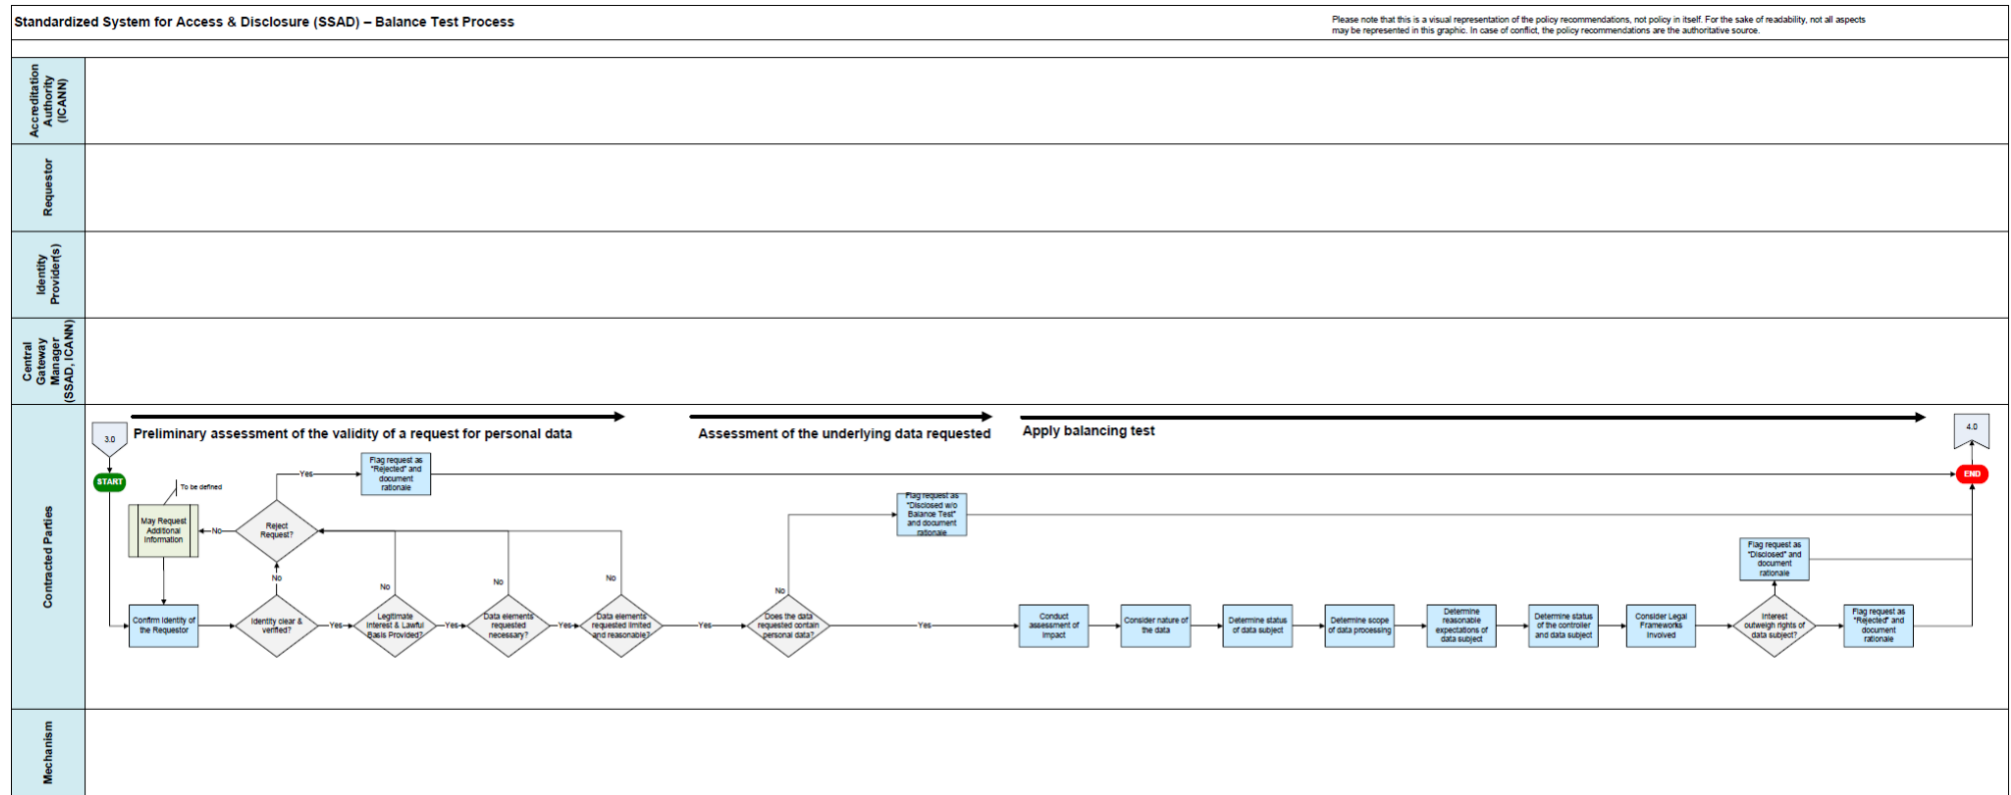 Standardized System for Access & Disclosure (SSAD) – Balance Test Process
Please note that this is a visual representation of the policy recommendations, not policy in itself. For the sake of readability, not all aspects
may be represented in this graphic. In case of conflict, the policy recommendations are the authoritative source.
Accreditation
Authority
(ICANN)
Requestor
Identity
Provider(s)
Central
Gateway
Manager
(SSAD, ICANN)
Contracted Parties
3.0
Preliminary assessment of the validity of a request for personal data
Assessment of the underlying data requested
Apply balancing test
4.0
START
To be defined
Yes
Flag request as
"Rejected" and
document
rationale
END
May Request
Additional
Information
No
Reject
Request?
Flag request as
"Disclosed w/o
Balance Test"
and document
rationale
Flag request as
"Disclosed" and
document
rationale
No
No
No
No
No
Confirm Identity of
the Requestor
Identity clear &
verified?
Yes
Legitimate
Interest & Lawful
Basis Provided?
Yes
Data elements
requested
necessary?
Yes
Data elements
requested limited
and reasonable?
Yes
Does the data
requested contain
personal data?
Yes
Conduct
assessment of
impact
Consider nature of
the data
Determine status
of data subject
Determine scope
of data processing
Determine
reasonable
expectations of
data subject
Determine status
of the controller
and data subject
Consider Legal
Frameworks
Involved
Interest
outweigh rights of
data subject?
Flag request as
"Rejected" and
document
rationale
Mechanism